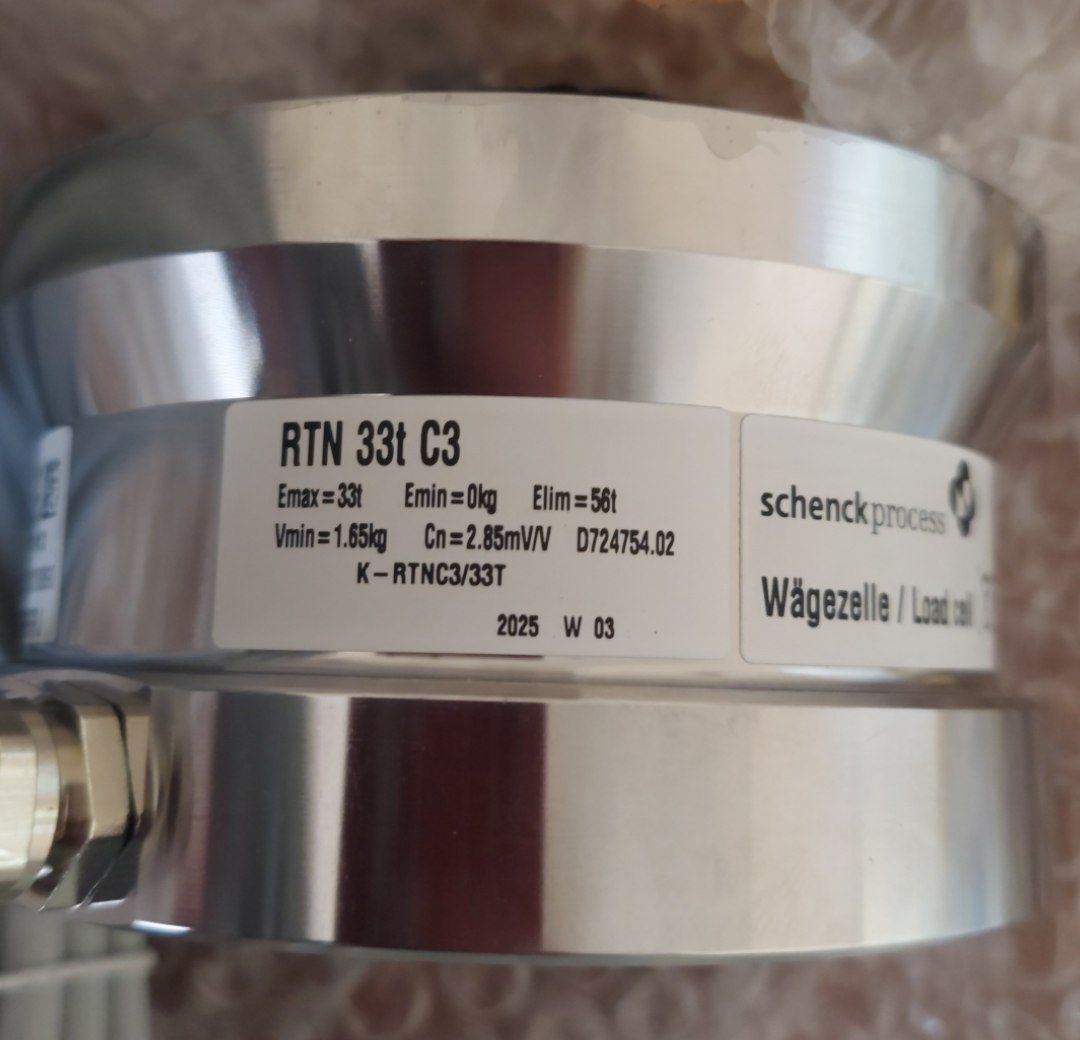 RTN 33t C3
Emax=33t Emin=0kg Elim=56t
Vmin=1.65kg Cn=2.85mV/V D724754.02
K-RTNC3/33T
2025 W 03
schenckprocess
Wägezelle / Load cell